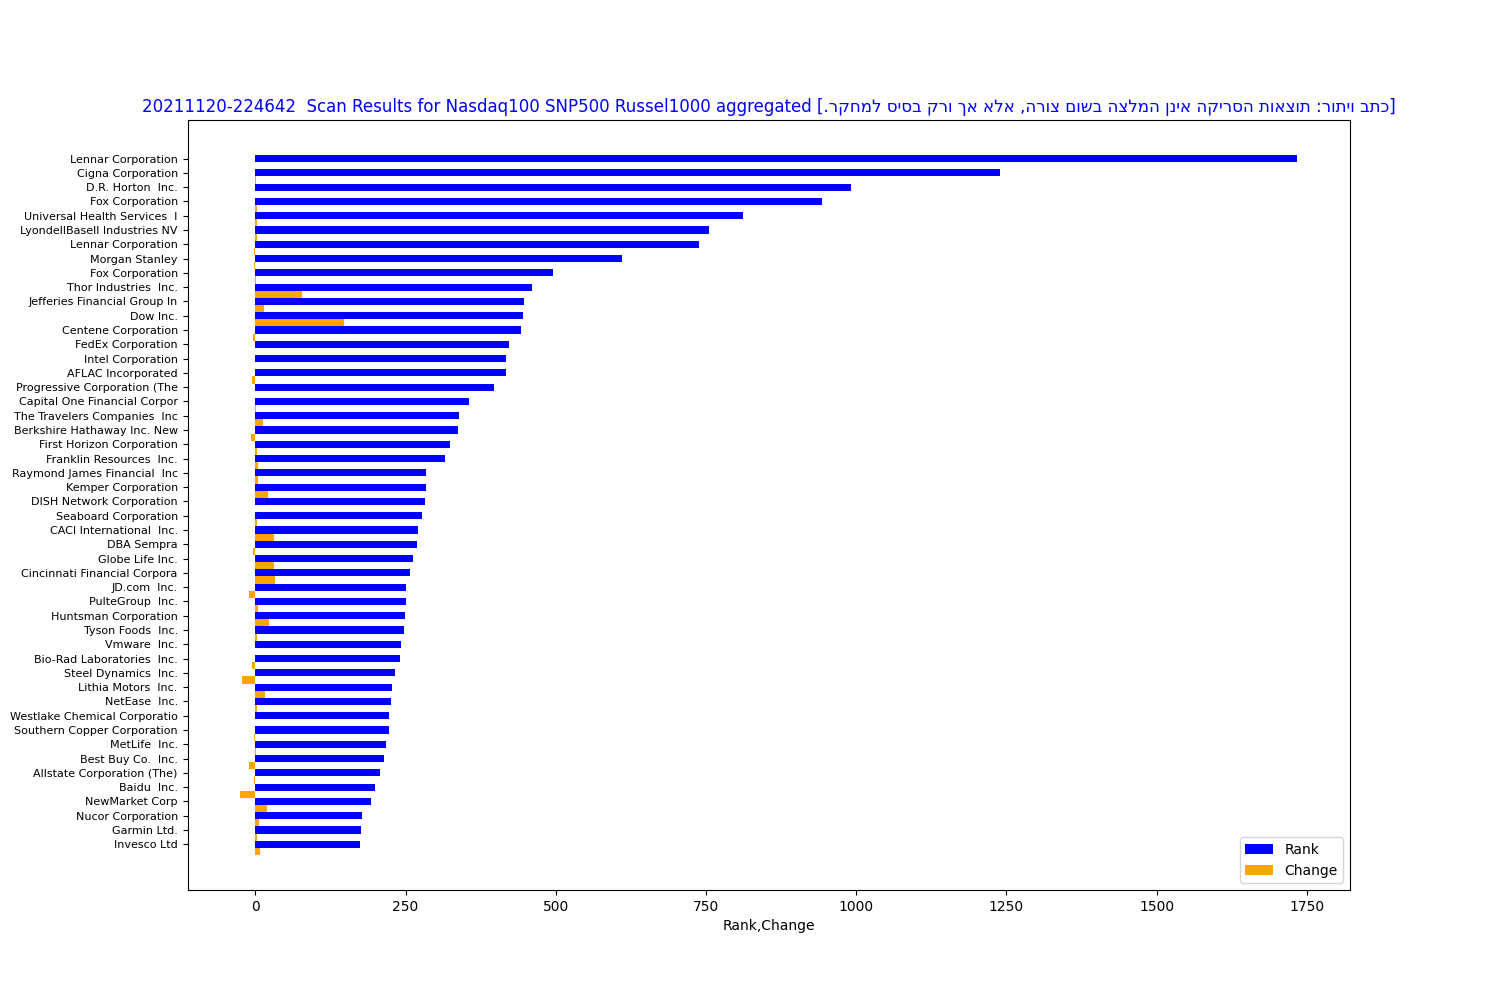 20211120-224642  Scan Results for Nasdaq100 SNP500 Russel1000 aggregated [כתב ויתור: תוצאות הסריקה אינן המלצה בשום צורה, אלא אך ורק בסיס למחקר.]
Lennar Corporation
Cigna Corporation
D.R. Horton  Inc.
Fox Corporation
Universal Health Services  I
LyondellBasell Industries NV
Lennar Corporation
Morgan Stanley
Fox Corporation
Thor Industries  Inc.
Jefferies Financial Group In
Dow Inc.
Centene Corporation
FedEx Corporation
Intel Corporation
AFLAC Incorporated
Progressive Corporation (The
Capital One Financial Corpor
The Travelers Companies  Inc
Berkshire Hathaway Inc. New
First Horizon Corporation
Franklin Resources  Inc.
Raymond James Financial  Inc
Kemper Corporation
DISH Network Corporation
Seaboard Corporation
CACI International  Inc.
DBA Sempra
Globe Life Inc.
Cincinnati Financial Corpora
JD.com  Inc.
PulteGroup  Inc.
Huntsman Corporation
Tyson Foods  Inc.
Vmware  Inc.
Bio-Rad Laboratories  Inc.
Steel Dynamics  Inc.
Lithia Motors  Inc.
NetEase  Inc.
Westlake Chemical Corporatio
Southern Copper Corporation
MetLife  Inc.
Best Buy Co.  Inc.
Allstate Corporation (The)
Baidu  Inc.
NewMarket Corp
Nucor Corporation
Garmin Ltd.
Invesco Ltd
Rank
Change
0 250 500 750 1000 1250 1500 1750
Rank,Change